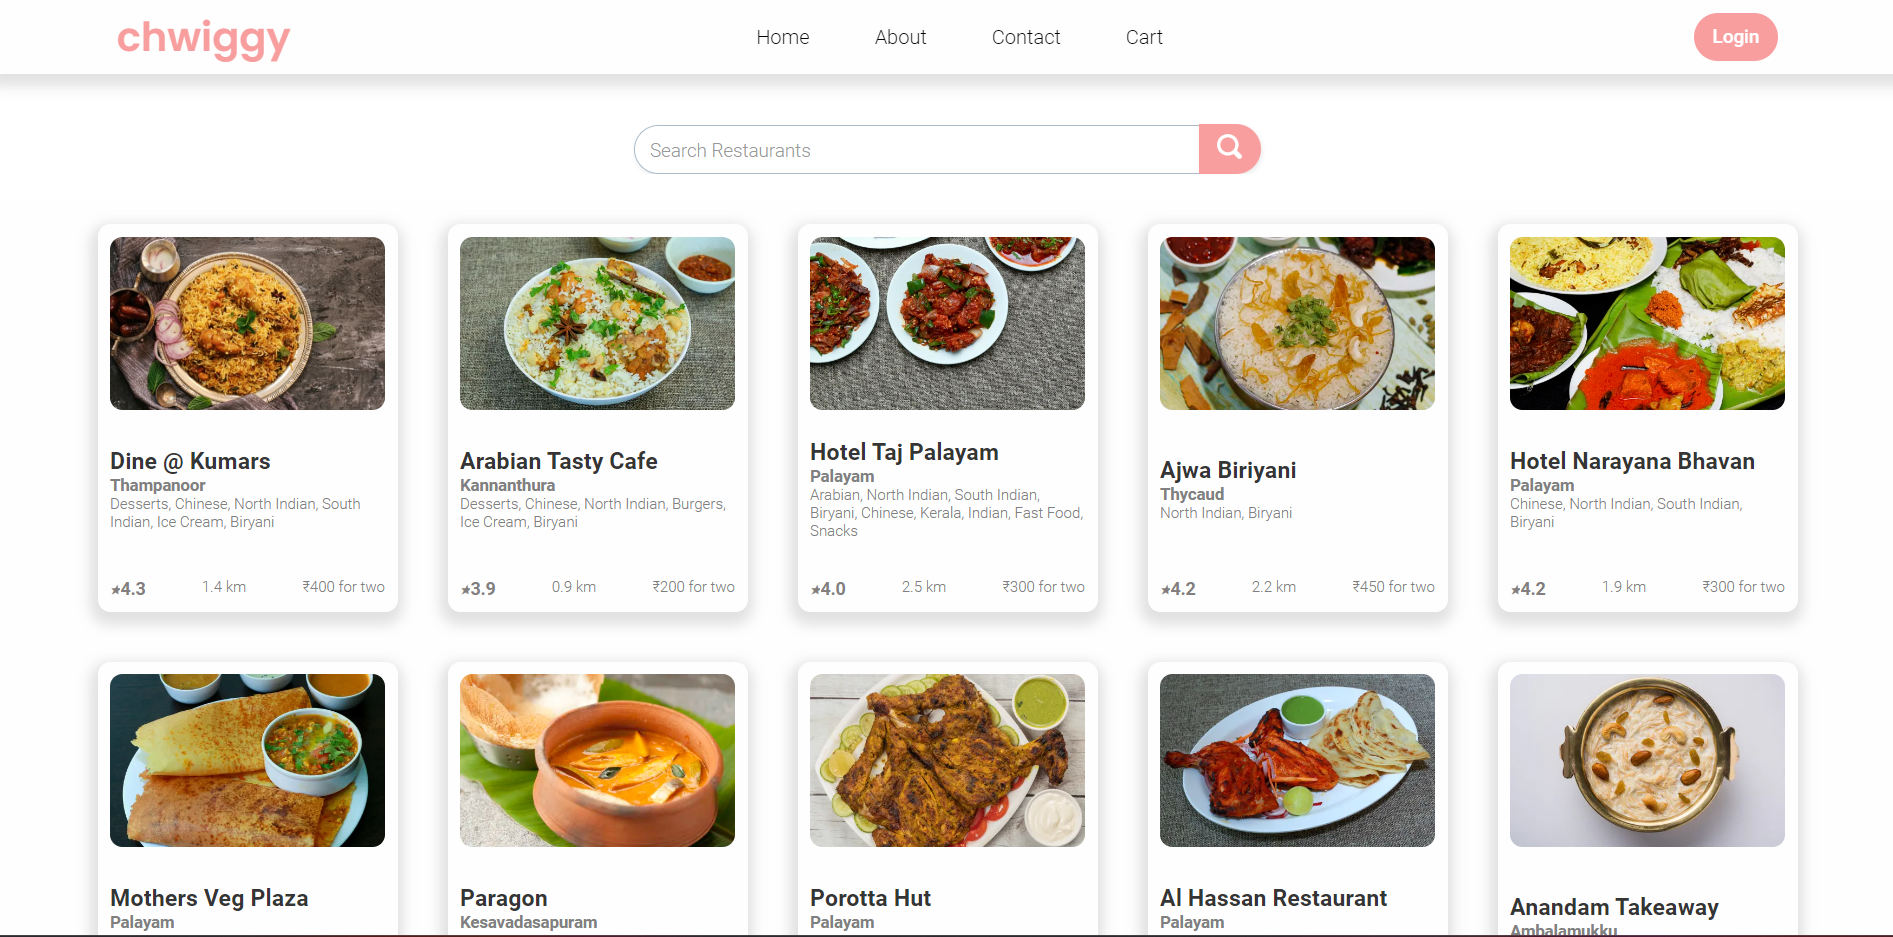 chwiggy
Home About Contact Cart
Login
Search Restaurants
Dine @ Kumars
Thampanoor
Desserts, Chinese, North Indian, South
Indian, Ice Cream, Biryani
★4.3 1.4 km ₹400 for two
Arabian Tasty Cafe
Kannanthura
Desserts, Chinese, North Indian, Burgers,
Ice Cream, Biryani
★3.9 0.9 km ₹200 for two
Hotel Taj Palayam
Palayam
Arabian, North Indian, South Indian,
Biryani, Chinese, Kerala, Indian, Fast Food,
Snacks
★4.0 2.5 km ₹300 for two
Ajwa Biriyani
Thycaud
North Indian, Biryani
★4.2 2.2 km ₹450 for two
Hotel Narayana Bhavan
Palayam
Chinese, North Indian, South Indian,
Biryani
★4.2 1.9 km ₹300 for two
Mothers Veg Plaza
Palayam
Paragon
Kesavadasapuram
Porotta Hut
Palayam
Al Hassan Restaurant
Palayam
Anandam Takeaway
Ambalamukku